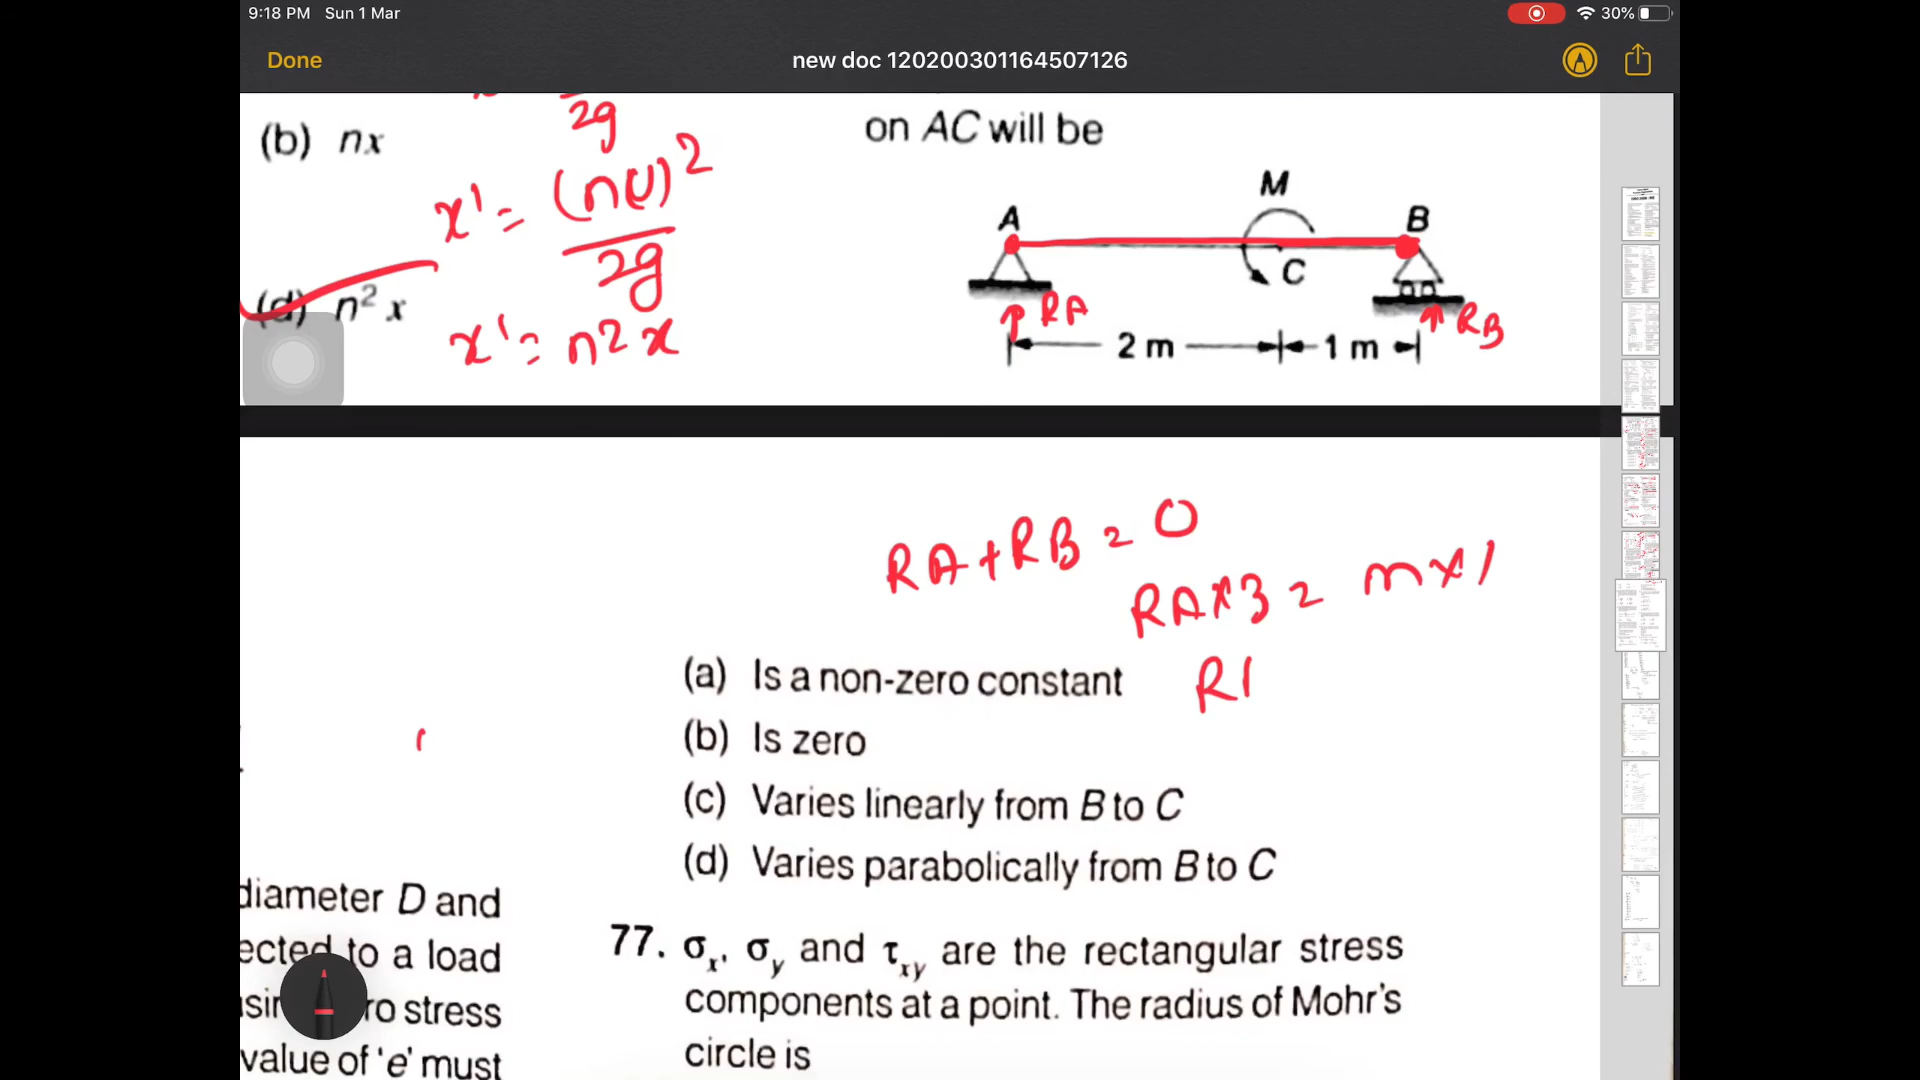 9:18 PM Sun 1 Mar
30%
Done
new doc 120200301164507126
2g
(b) nx
x' = (nu)²
2g
(d) n² x
x' = n² x
on AC will be
M
A
B
C
RA
RB
2 m
1 m
RA + RB = 0
RA × 3 = m × 1
(a) Is a non-zero constant
(b) Is zero
(c) Varies linearly from B to C
(d) Varies parabolically from B to C
diameter D and
ected to a load
ro stress
value of 'e' must
77. σx, σy and τxy are the rectangular stress
components at a point. The radius of Mohr's
circle is